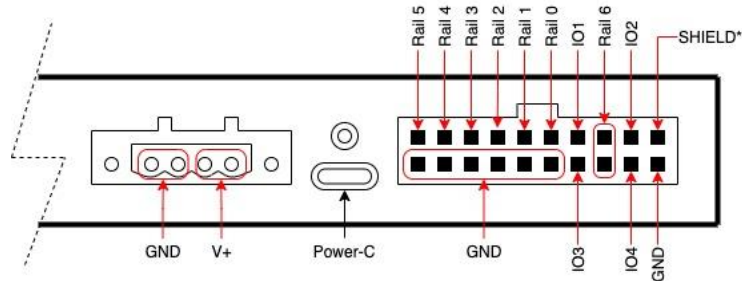 Rail 5
Rail 4
Rail 3
Rail 2
Rail 1
Rail 0
IO1
Rail 6
IO2
SHIELD*
GND
V+
Power-C
GND
IO3
IO4
GND